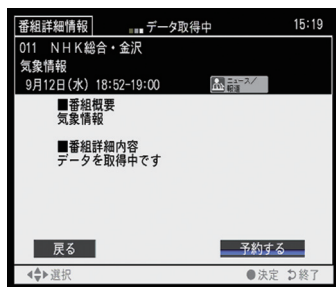 番組詳細情報 データ取得中 15:19
011 NHK総合・金沢
気象情報
9月12日(水) 18:52-19:00 ニュース/報道
■番組概要
気象情報
■番組詳細内容
データを取得中です
戻る 予約する
選択 決定 終了